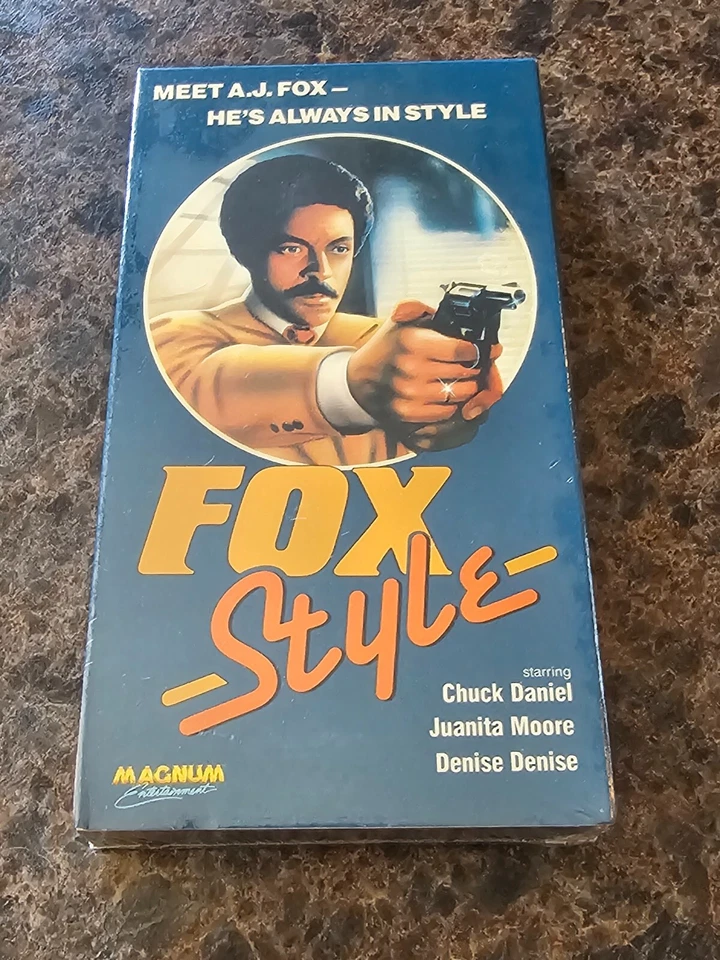 MEET A.J. FOX —
HE'S ALWAYS IN STYLE
FOX
Style
starring
Chuck Daniel
Juanita Moore
Denise Denise
MAGNUM
Entertainment